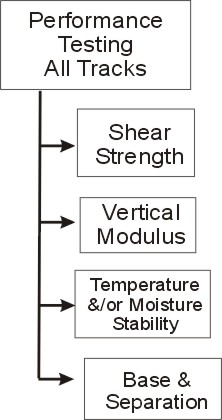 Performance
Testing
All Tracks
Shear
Strength
Vertical
Modulus
Temperature
&/or Moisture
Stability
Base &
Separation